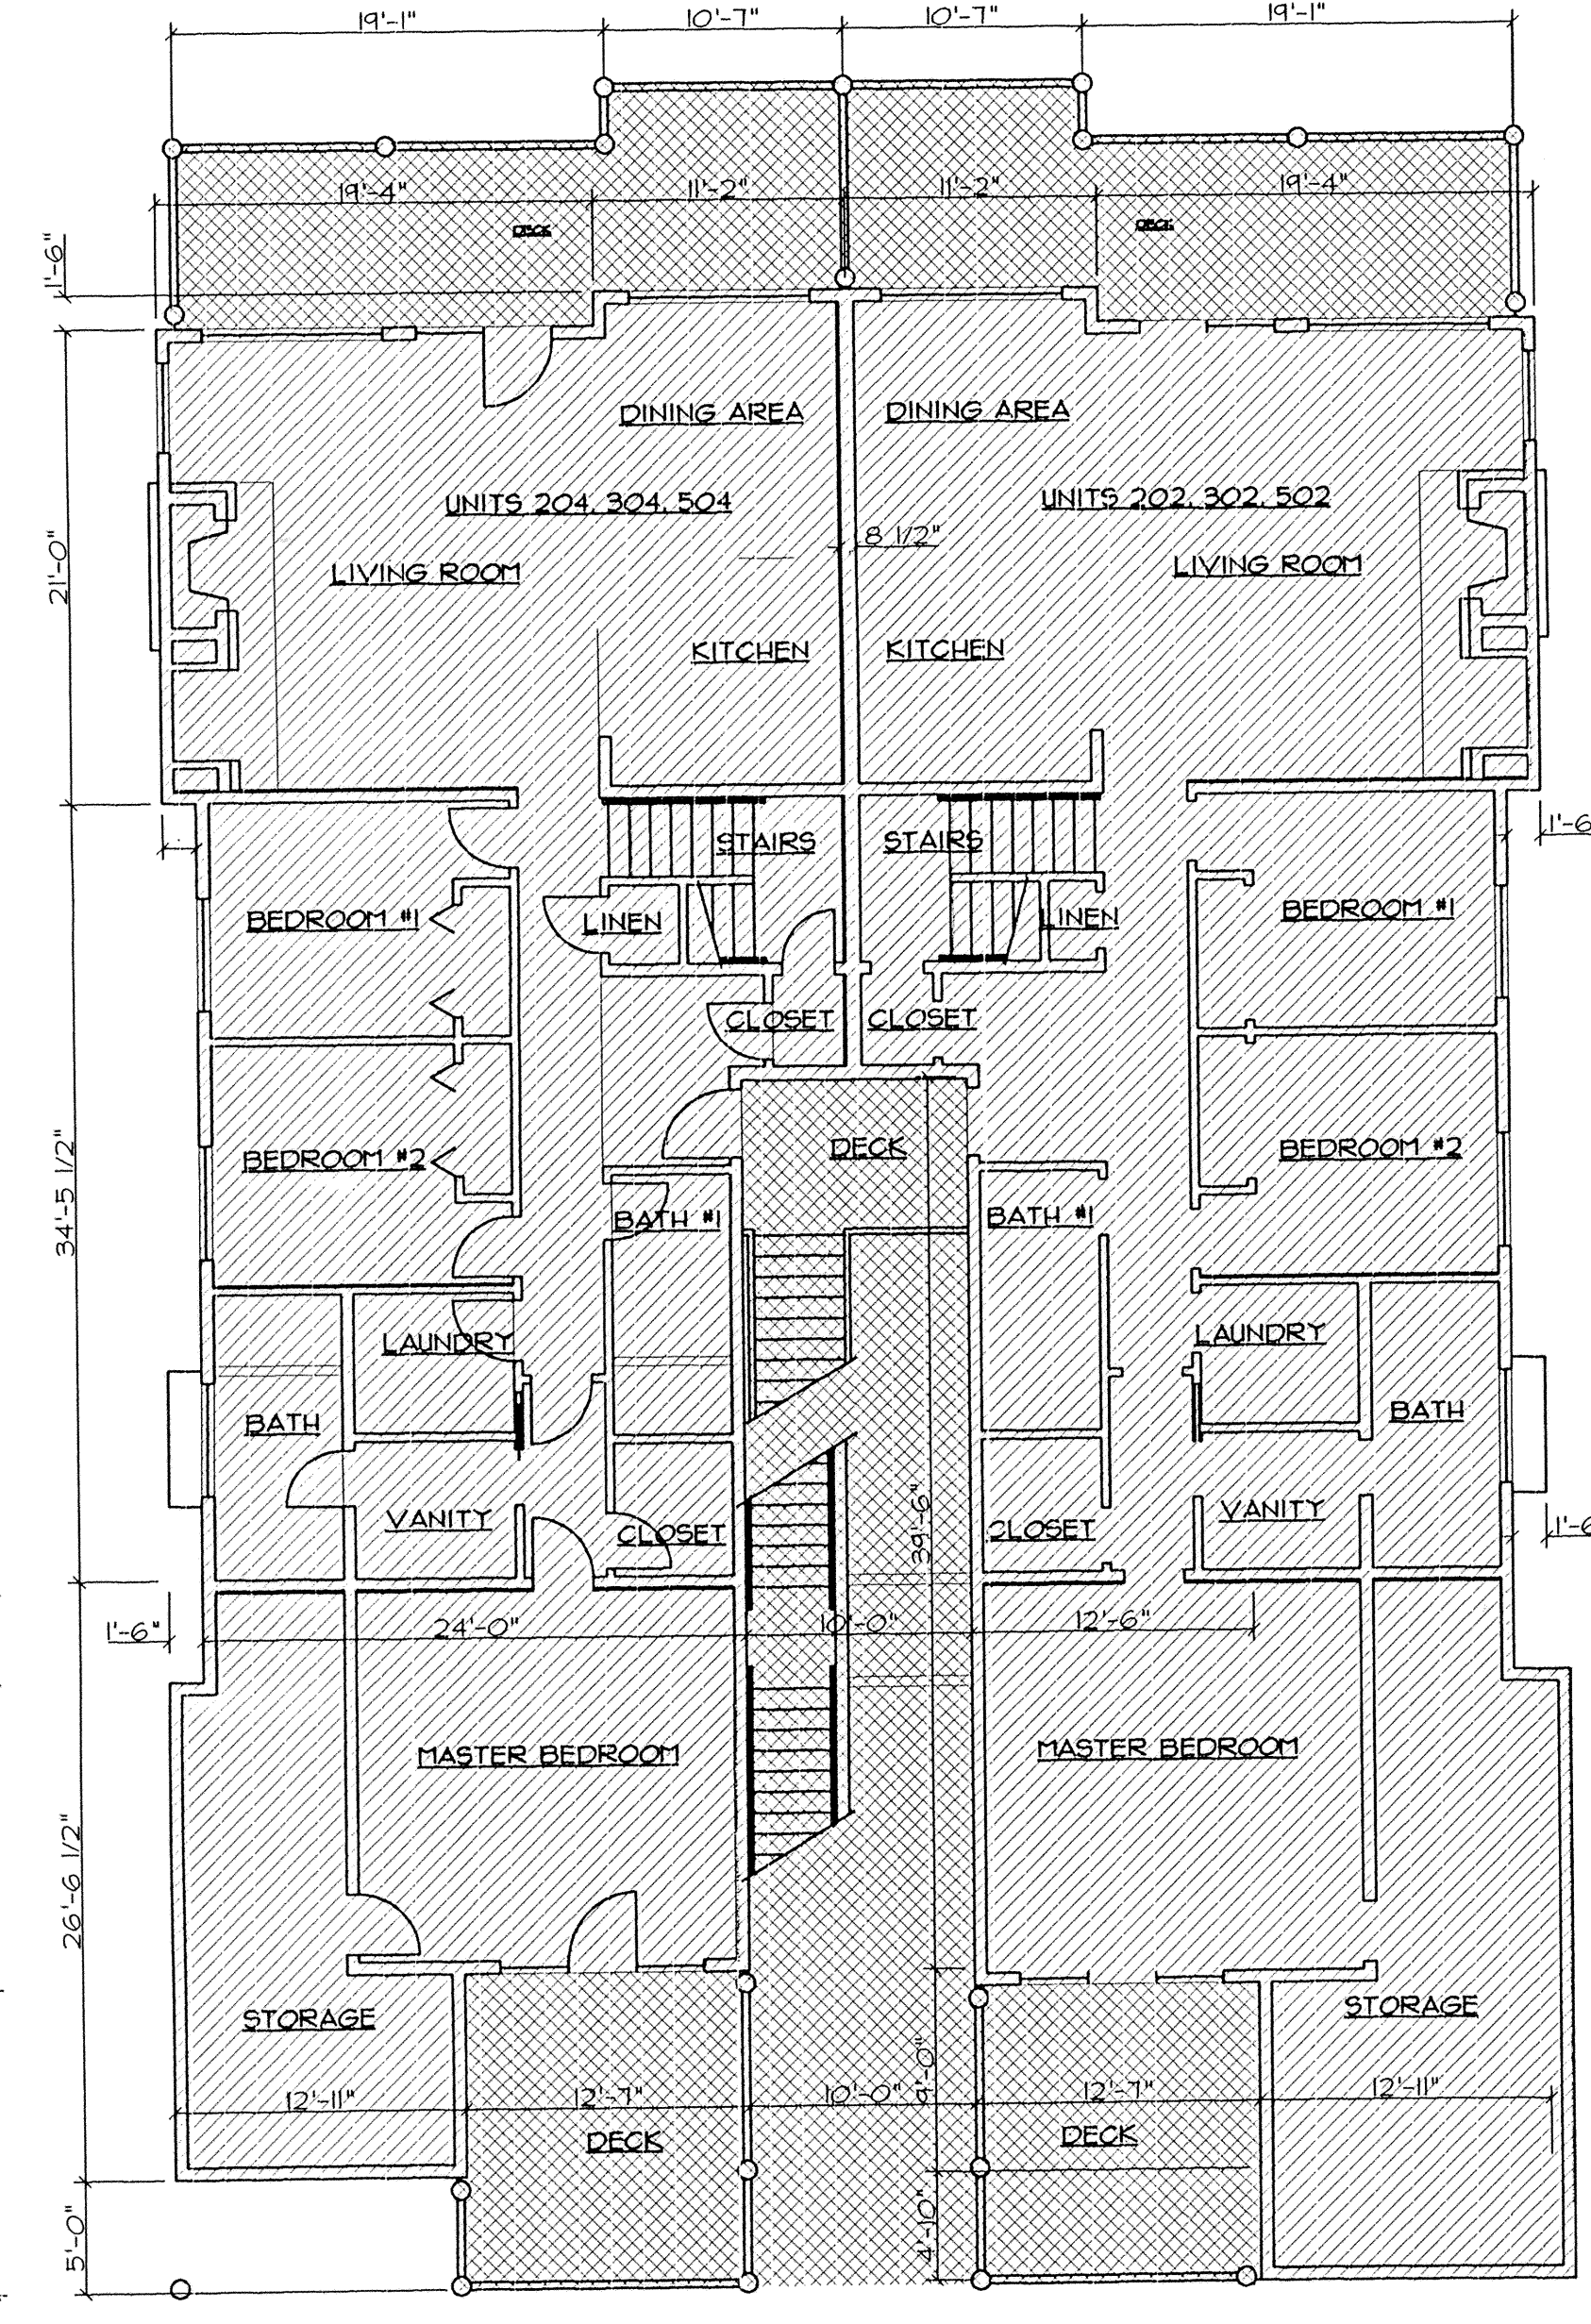 19'-1" 10'-7" 10'-7" 19'-1"
19'-4" 11'-2" 11'-2" 19'-4"
DECK DECK
1'-6"
DINING AREA DINING AREA
UNITS 204, 304, 504 UNITS 202, 302, 502
8 1/2"
21'-0"
LIVING ROOM LIVING ROOM
KITCHEN KITCHEN
STAIRS STAIRS
1'-6
BEDROOM #1 LINEN LINEN BEDROOM #1
CLOSET CLOSET
34'-5 1/2"
BEDROOM #2 DECK BEDROOM #2
BATH #1 BATH #1
LAUNDRY LAUNDRY
BATH BATH
VANITY VANITY
39'-6"
CLOSET CLOSET
1'-6
1'-6" 24'-0" 10'-0" 12'-6"
MASTER BEDROOM MASTER BEDROOM
26'-6 1/2"
STORAGE STORAGE
9'-0"
12'-11" 12'-7" 10'-0" 12'-7" 12'-11"
DECK DECK
4'-10"
5'-0"